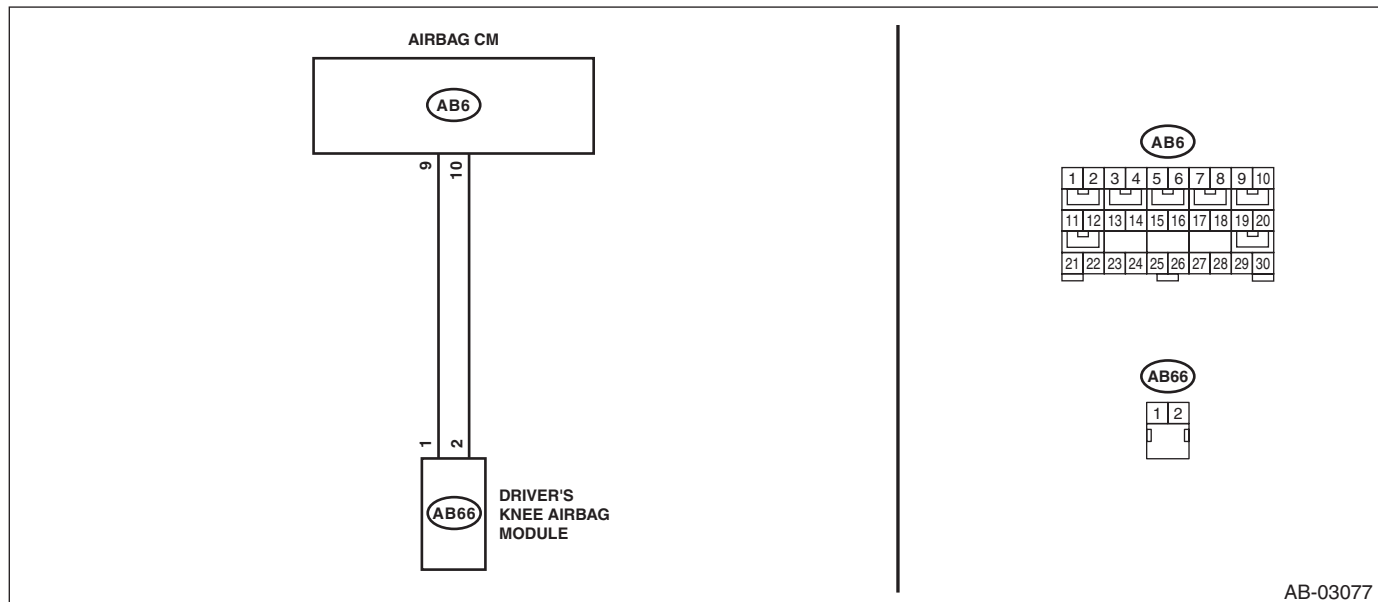 AIRBAG CM
AB6
9 10
1 2
AB66
DRIVER'S
KNEE AIRBAG
MODULE
AB6
1 2 3 4 5 6 7 8 9 10
11 12 13 14 15 16 17 18 19 20
21 22 23 24 25 26 27 28 29 30
AB66
1 2
AB-03077